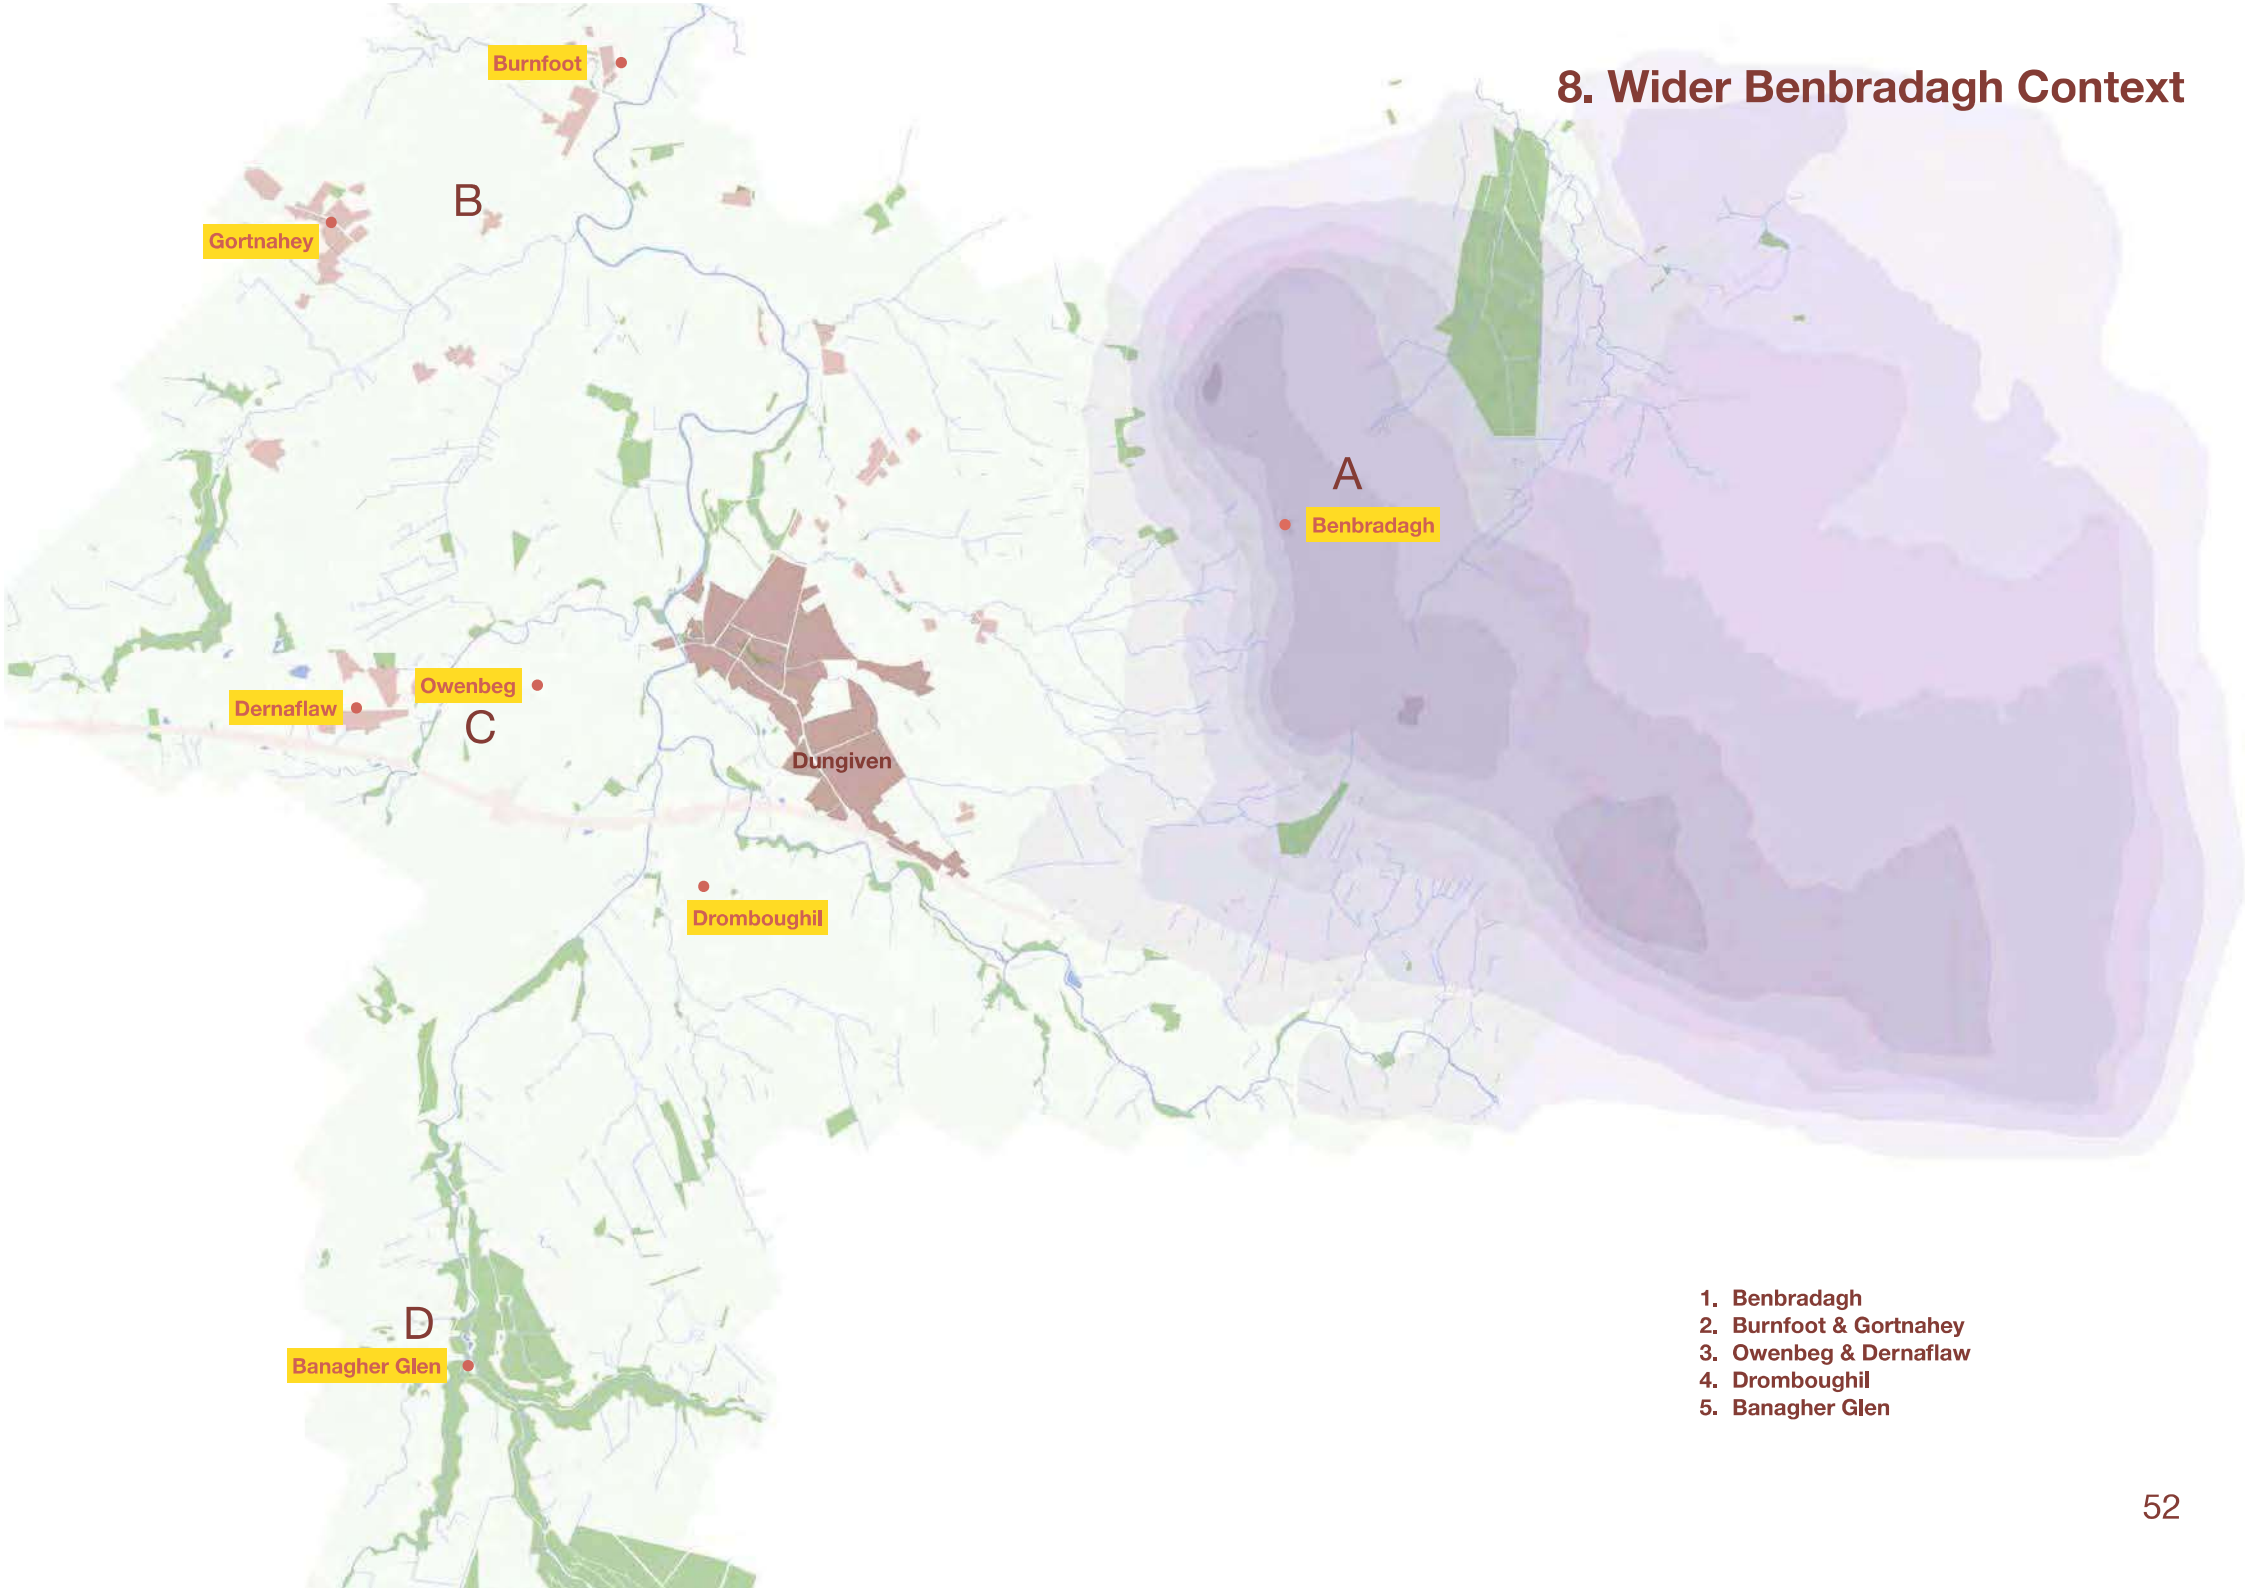 8. Wider Benbradagh Context
Burnfoot
B
Gortnahey
A
Benbradagh
Owenbeg
Dernaflaw
C
Dungiven
Dromboughil
D
Banagher Glen
1. Benbradagh
2. Burnfoot & Gortnahey
3. Owenbeg & Dernaflaw
4. Dromboughil
5. Banagher Glen
52